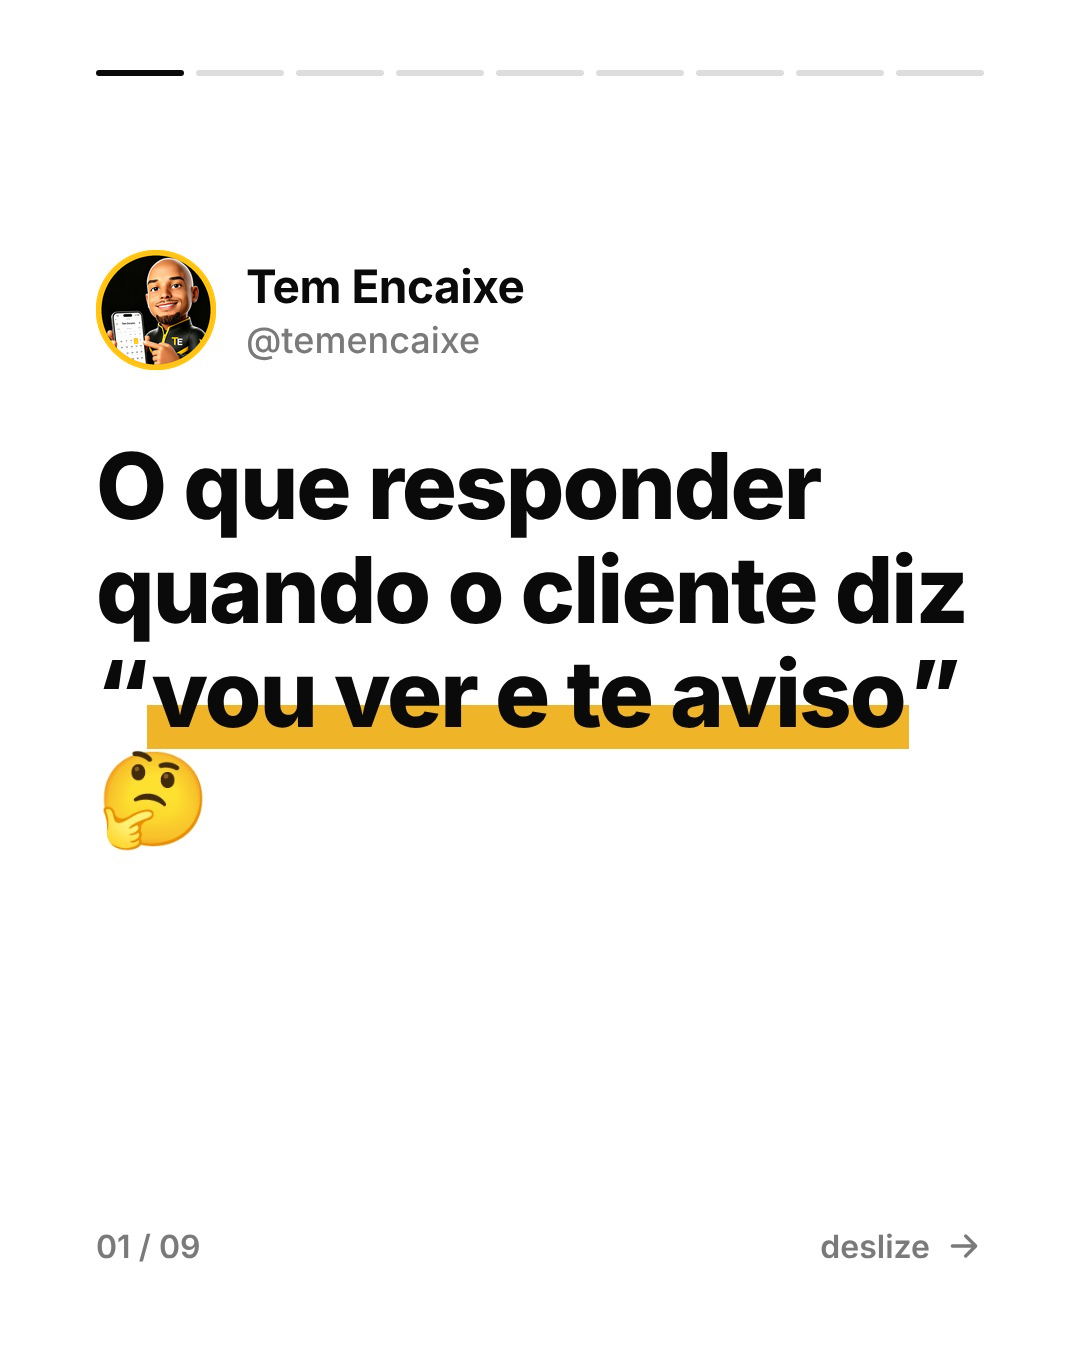 Tem Encaixe
@temencaixe
O que responder
quando o cliente diz
“vou ver e te aviso”
🤔
01 / 09
deslize →